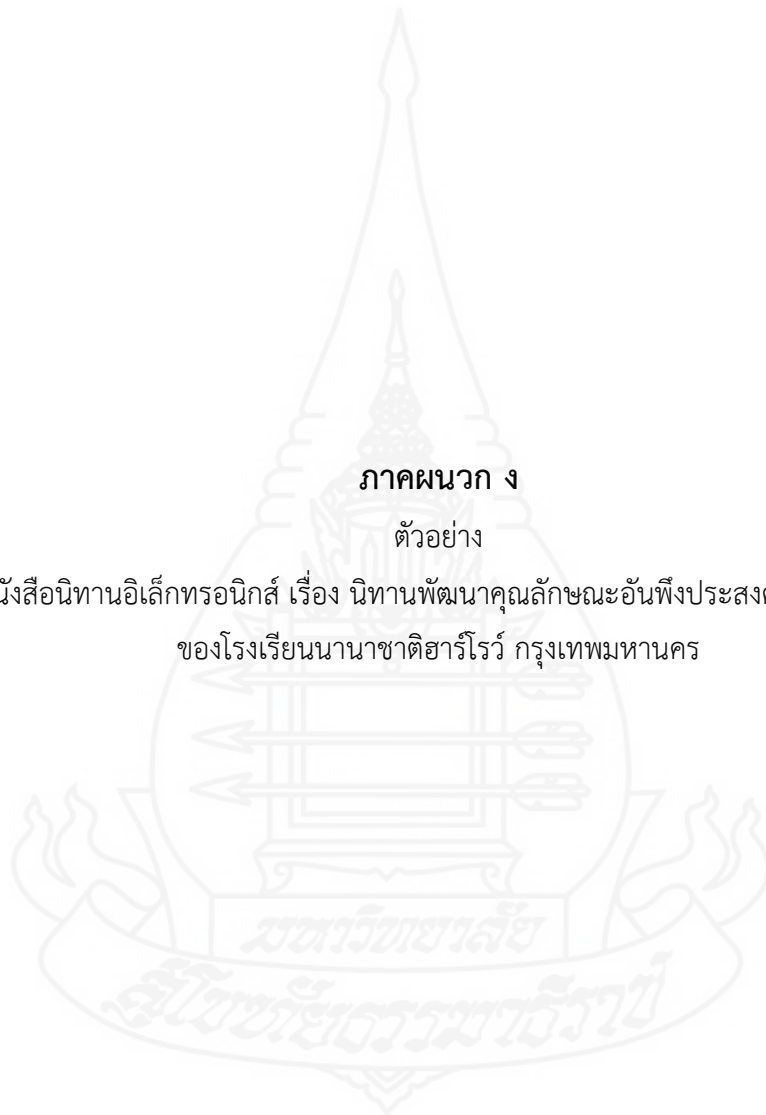 ภาคผนวก ง
ตัวอย่าง
นังสือนิทานอิเล็กทรอนิกส์ เรื่อง นิทานพัฒนาคุณลักษณะอันพึงประสงค
ของโรงเรียนนานาชาติฮาร์โรว์ กรุงเทพมหานคร
มหาวิทยาลัย
สุโขทัยธรรมาธิราช